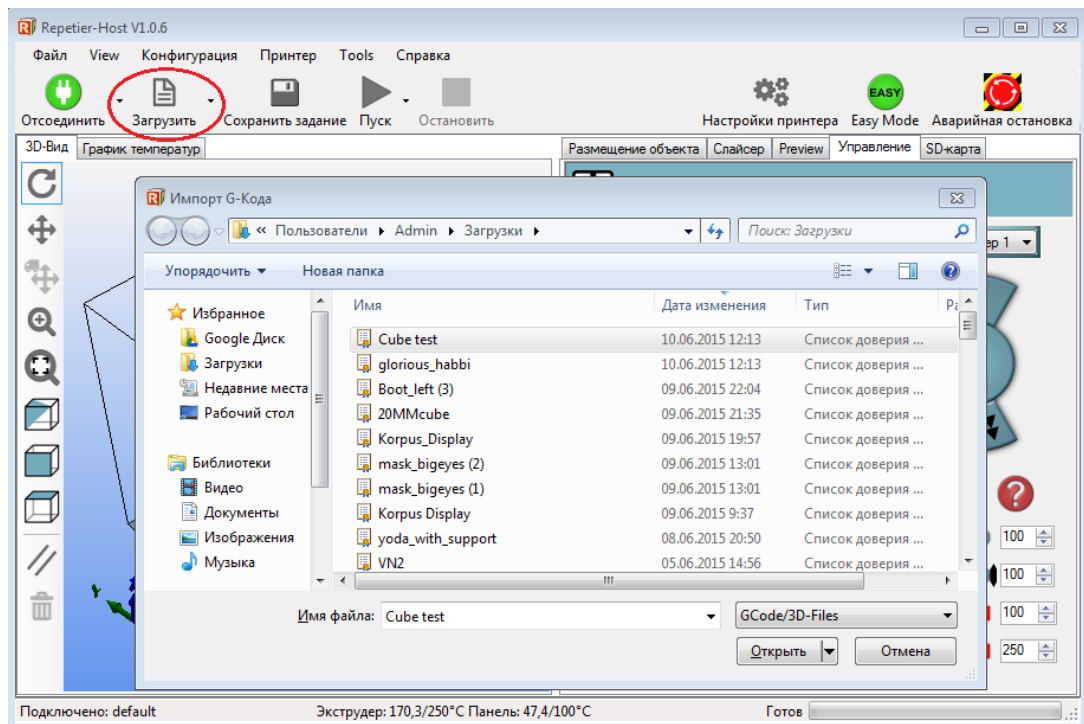 Repetier-Host V1.0.6
Файл View Конфигурация Принтер Tools Справка
EASY
Отсоединить Загрузить Сохранить задание Пуск Остановить Настройки принтера Easy Mode Аварийная остановка
3D-Вид График температур Размещение объекта Слайсер Preview Управление SD-карта
Импорт G-Кода
« Пользователи Admin Загрузки Поиск: Загрузки
Упорядочить Новая папка
Имя Дата изменения Тип
Избранное
Google Диск
Загрузки
Недавние места
Рабочий стол
Библиотеки
Видео
Документы
Изображения
Музыка
Cube test 10.06.2015 12:13 Список доверия ...
glorious_habbi 10.06.2015 12:13 Список доверия ...
Boot_left (3) 09.06.2015 22:04 Список доверия ...
20MMcube 09.06.2015 21:35 Список доверия ...
Korpus_Display 09.06.2015 19:57 Список доверия ...
mask_bigeyes (2) 09.06.2015 13:01 Список доверия ...
mask_bigeyes (1) 09.06.2015 13:01 Список доверия ...
Korpus Display 09.06.2015 9:37 Список доверия ...
yoda_with_support 08.06.2015 20:50 Список доверия ...
VN2 05.06.2015 14:56 Список доверия ...
Имя файла: Cube test GCode/3D-Files
Открыть Отмена
100
100
100
250
Y
Подключено: default Экструдер: 170,3/250°C Панель: 47,4/100°C Готов